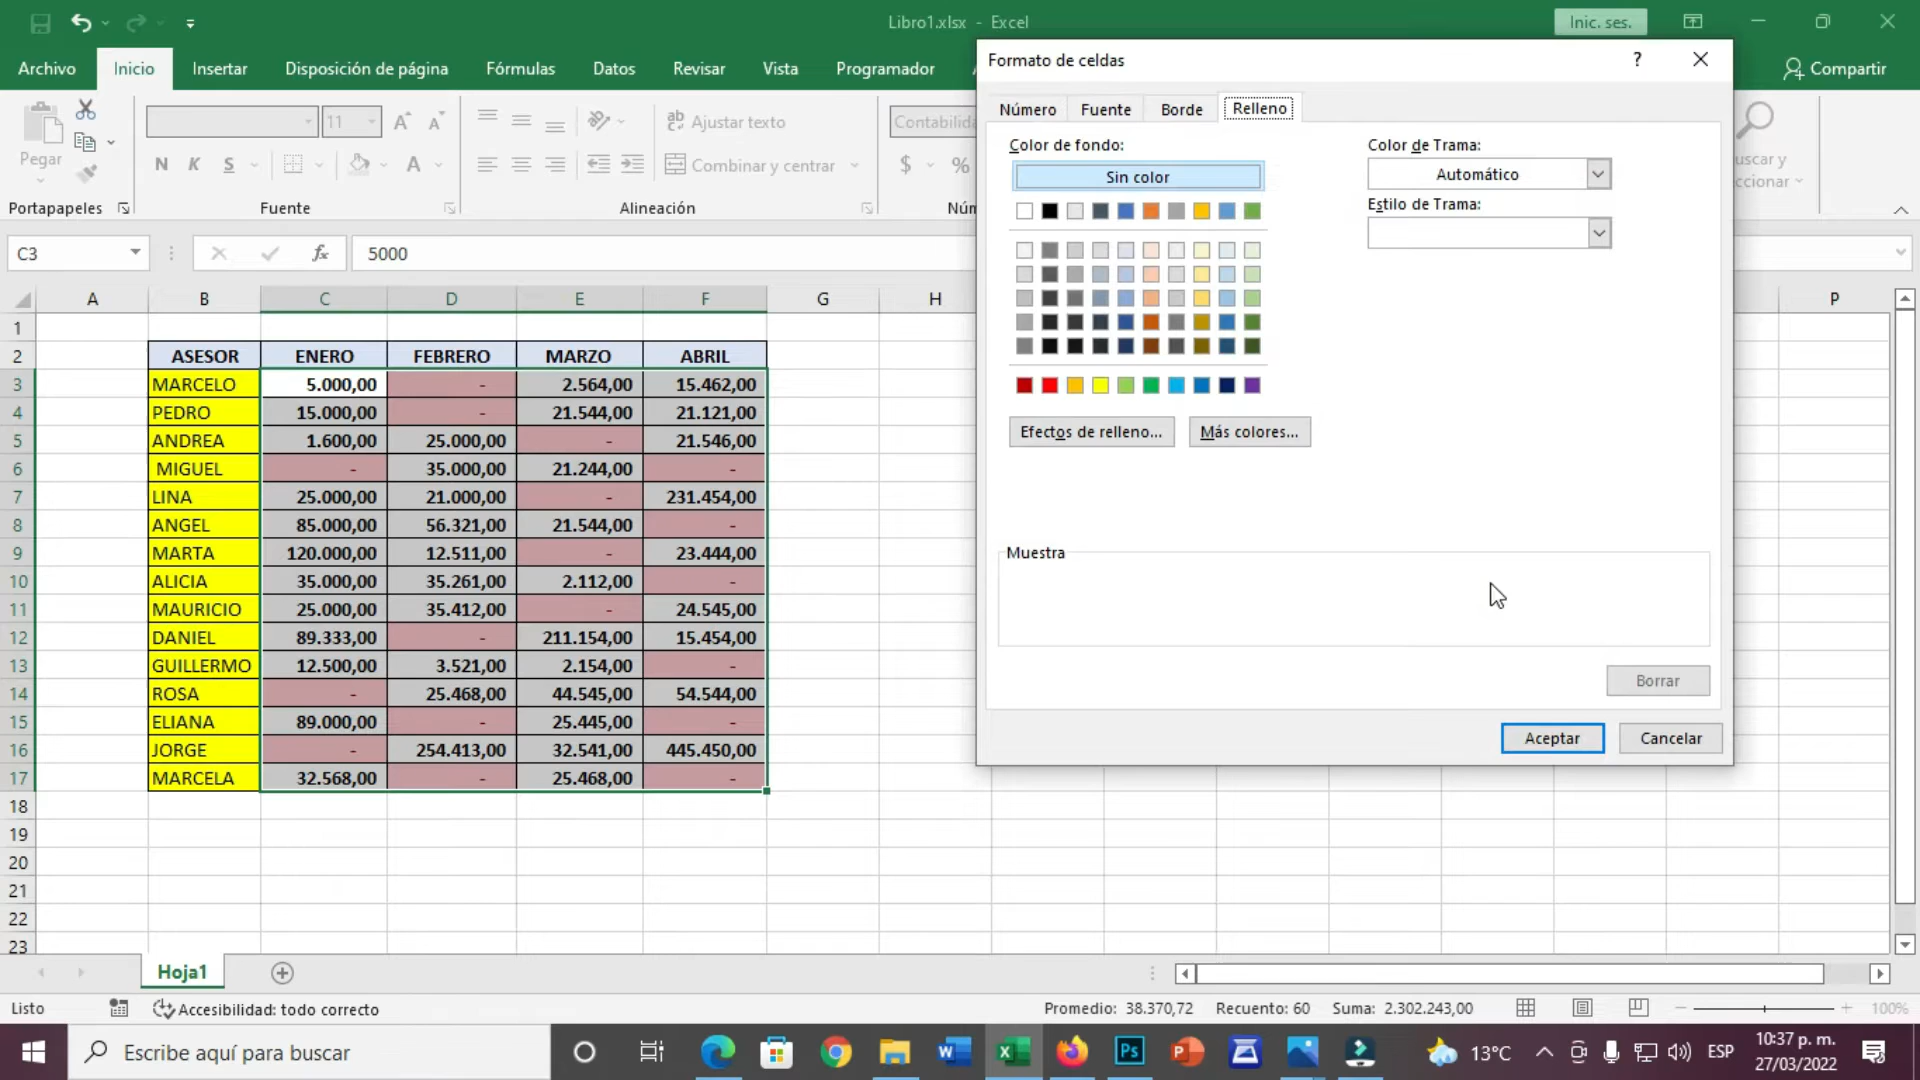 Libro1.xlsx - Excel
Inic. ses.
Archivo Inicio Insertar Disposición de página Fórmulas Datos Revisar Vista Programador
Compartir
Pegar
11
Ajustar texto
Contabilida
N K S
A
Combinar y centrar
$ %
Portapapeles Fuente Alineación Núm
C3 fx 5000
A B C D E F G H P
1
2 ASESOR ENERO FEBRERO MARZO ABRIL
3 MARCELO 5.000,00 - 2.564,00 15.462,00
4 PEDRO 15.000,00 - 21.544,00 21.121,00
5 ANDREA 1.600,00 25.000,00 - 21.546,00
6 MIGUEL - 35.000,00 21.244,00 -
7 LINA 25.000,00 21.000,00 - 231.454,00
8 ANGEL 85.000,00 56.321,00 21.544,00 -
9 MARTA 120.000,00 12.511,00 - 23.444,00
10 ALICIA 35.000,00 35.261,00 2.112,00 -
11 MAURICIO 25.000,00 35.412,00 - 24.545,00
12 DANIEL 89.333,00 - 211.154,00 15.454,00
13 GUILLERMO 12.500,00 3.521,00 2.154,00 -
14 ROSA - 25.468,00 44.545,00 54.544,00
15 ELIANA 89.000,00 - 25.445,00 -
16 JORGE - 254.413,00 32.541,00 445.450,00
17 MARCELA 32.568,00 - 25.468,00 -
18
19
20
21
22
23
Formato de celdas ?
Número Fuente Borde Relleno
Color de fondo:
Sin color
Color de Trama:
Automático
Estilo de Trama:
Efectos de relleno... Más colores...
Muestra
Borrar
Aceptar Cancelar
uscar y
ccionar
Hoja1
Listo Accesibilidad: todo correcto Promedio: 38.370,72 Recuento: 60 Suma: 2.302.243,00 100%
Escribe aquí para buscar
13°C ESP
10:37 p. m.
27/03/2022